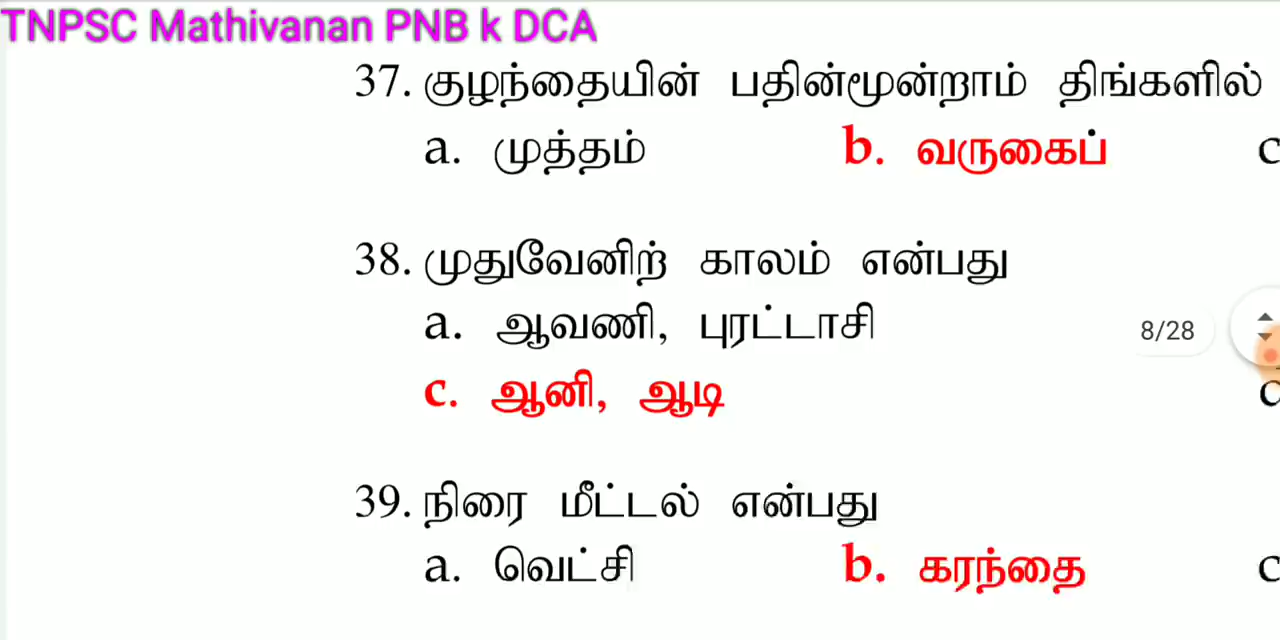 TNPSC Mathivanan PNB k DCA
37. குழந்தையின் பதின்மூன்றாம் திங்களில்
a. முத்தம் b. வருகைப் c
38. முதுவேனிற் காலம் என்பது
a. ஆவணி, புரட்டாசி
8/28
c. ஆனி, ஆடி
39. நிரை மீட்டல் என்பது
a. வெட்சி b. கரந்தை c